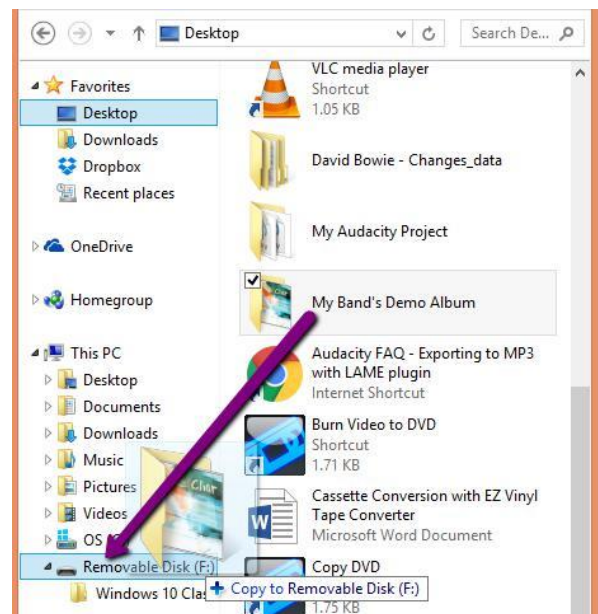 Desktop
Search De...
Favorites
Desktop
Downloads
Dropbox
Recent places
OneDrive
Homegroup
This PC
Desktop
Documents
Downloads
Music
Pictures
Videos
OS
Removable Disk (F:)
Windows 10 Clas
VLC media player
Shortcut
1.05 KB
David Bowie - Changes_data
My Audacity Project
My Band's Demo Album
Audacity FAQ - Exporting to MP3
with LAME plugin
Internet Shortcut
Burn Video to DVD
Shortcut
1.71 KB
Cassette Conversion with EZ Vinyl
Tape Converter
Microsoft Word Document
Copy DVD
Copy to Removable Disk (F:)
1.75 KB